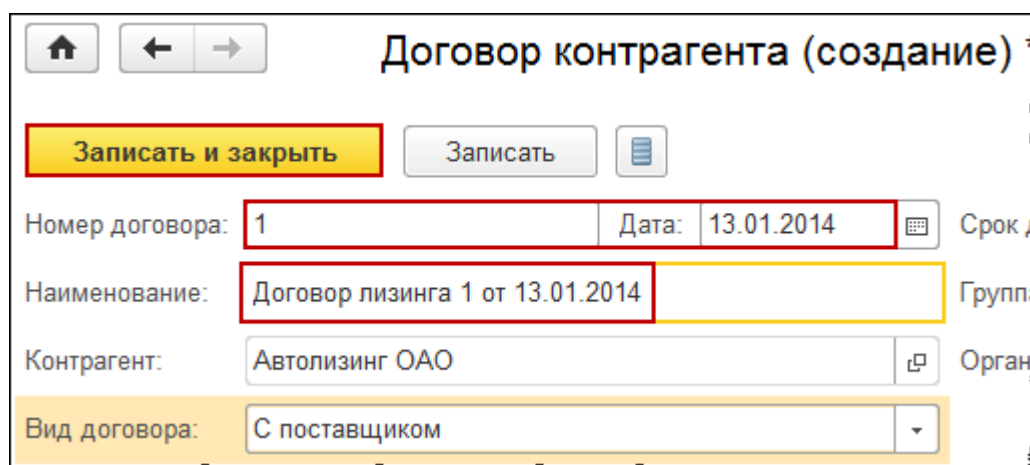 Договор контрагента (создание) *
Записать и закрыть Записать
Номер договора: 1 Дата: 13.01.2014 Срок
Наименование: Договор лизинга 1 от 13.01.2014
Контрагент: Автолизинг ОАО
Вид договора: С поставщиком